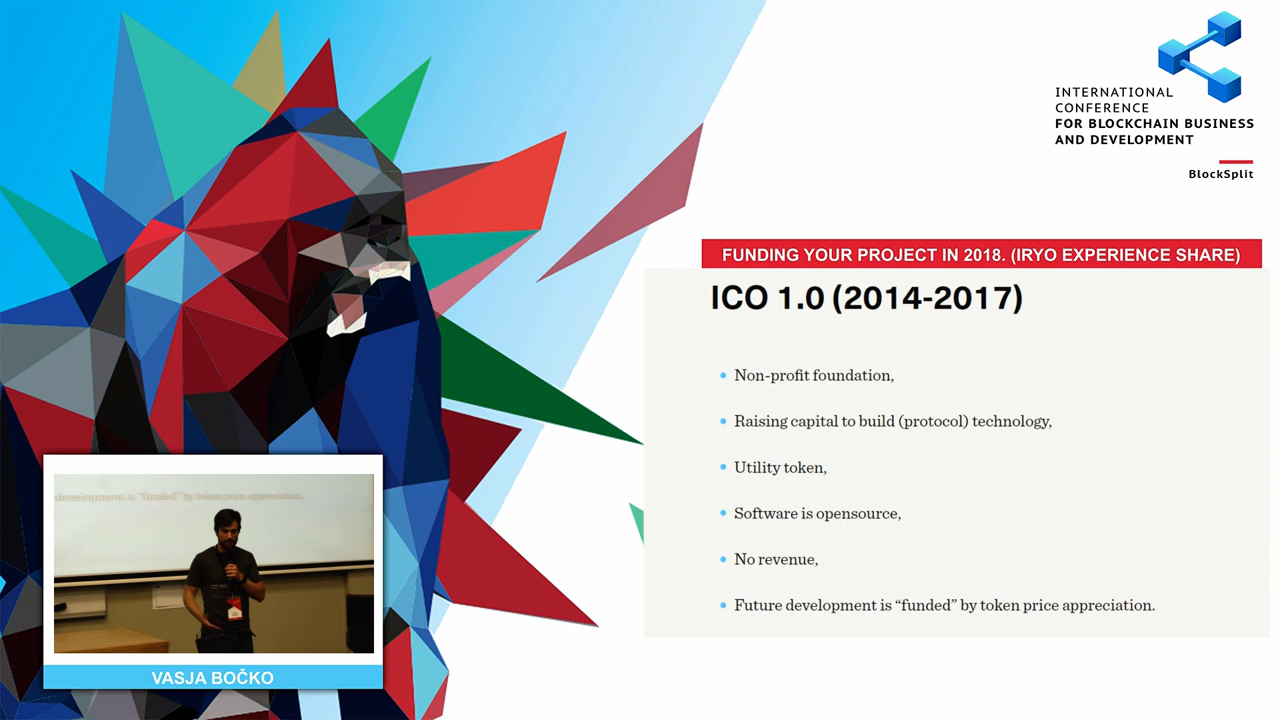 INTERNATIONAL
CONFERENCE
FOR BLOCKCHAIN BUSINESS
AND DEVELOPMENT
BlockSplit
FUNDING YOUR PROJECT IN 2018. (IRYO EXPERIENCE SHARE)
ICO 1.0 (2014-2017)
• Non-profit foundation,
• Raising capital to build (protocol) technology,
• Utility token,
• Software is opensource,
• No revenue,
• Future development is “funded” by token price appreciation.
development is “funded” by token price appreciation.
VASJA BOČKO